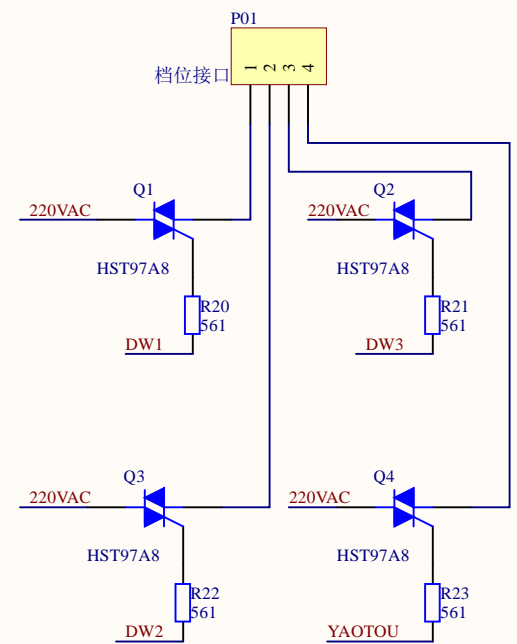 P01
档位接口
1 2 3 4
Q1
220VAC
HST97A8
R20
561
DW1
Q2
220VAC
HST97A8
R21
561
DW3
Q3
220VAC
HST97A8
R22
561
DW2
Q4
220VAC
HST97A8
R23
561
YAOTOU